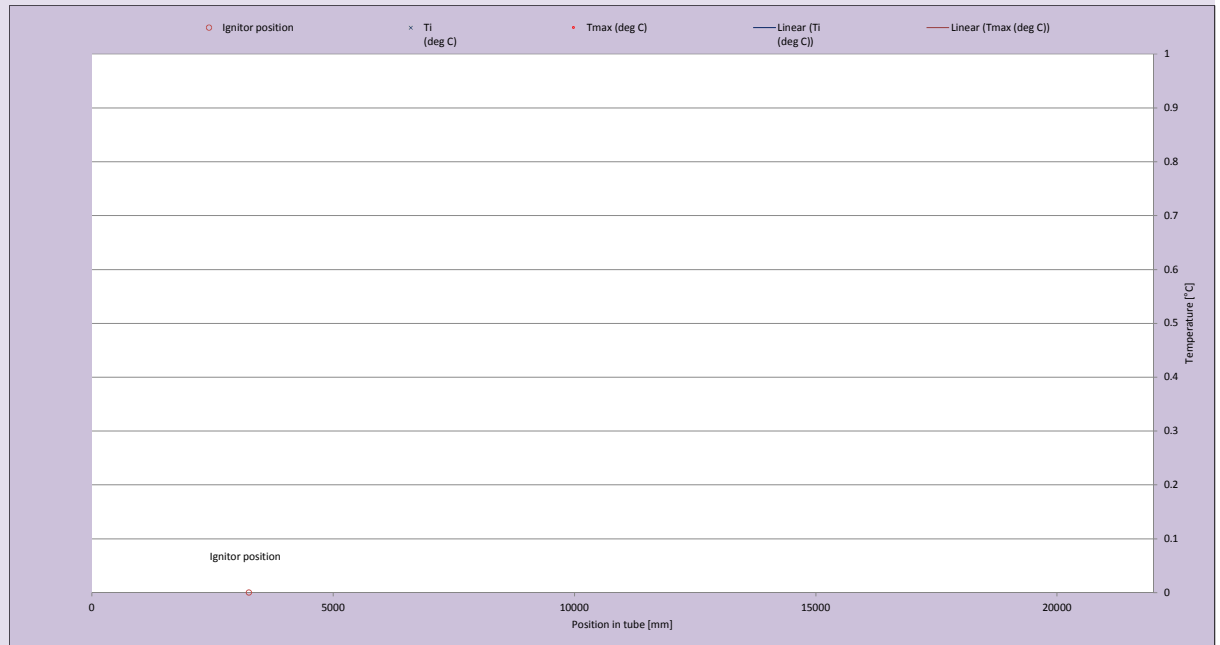 Ignitor position
Ti
(deg C)
Tmax (deg C)
Linear (Ti
(deg C))
Linear (Tmax (deg C))
1
0.9
0.8
0.7
0.6
0.5
0.4
0.3
0.2
0.1
0
Temperature [°C]
Ignitor position
0 5000 10000 15000 20000
Position in tube [mm]